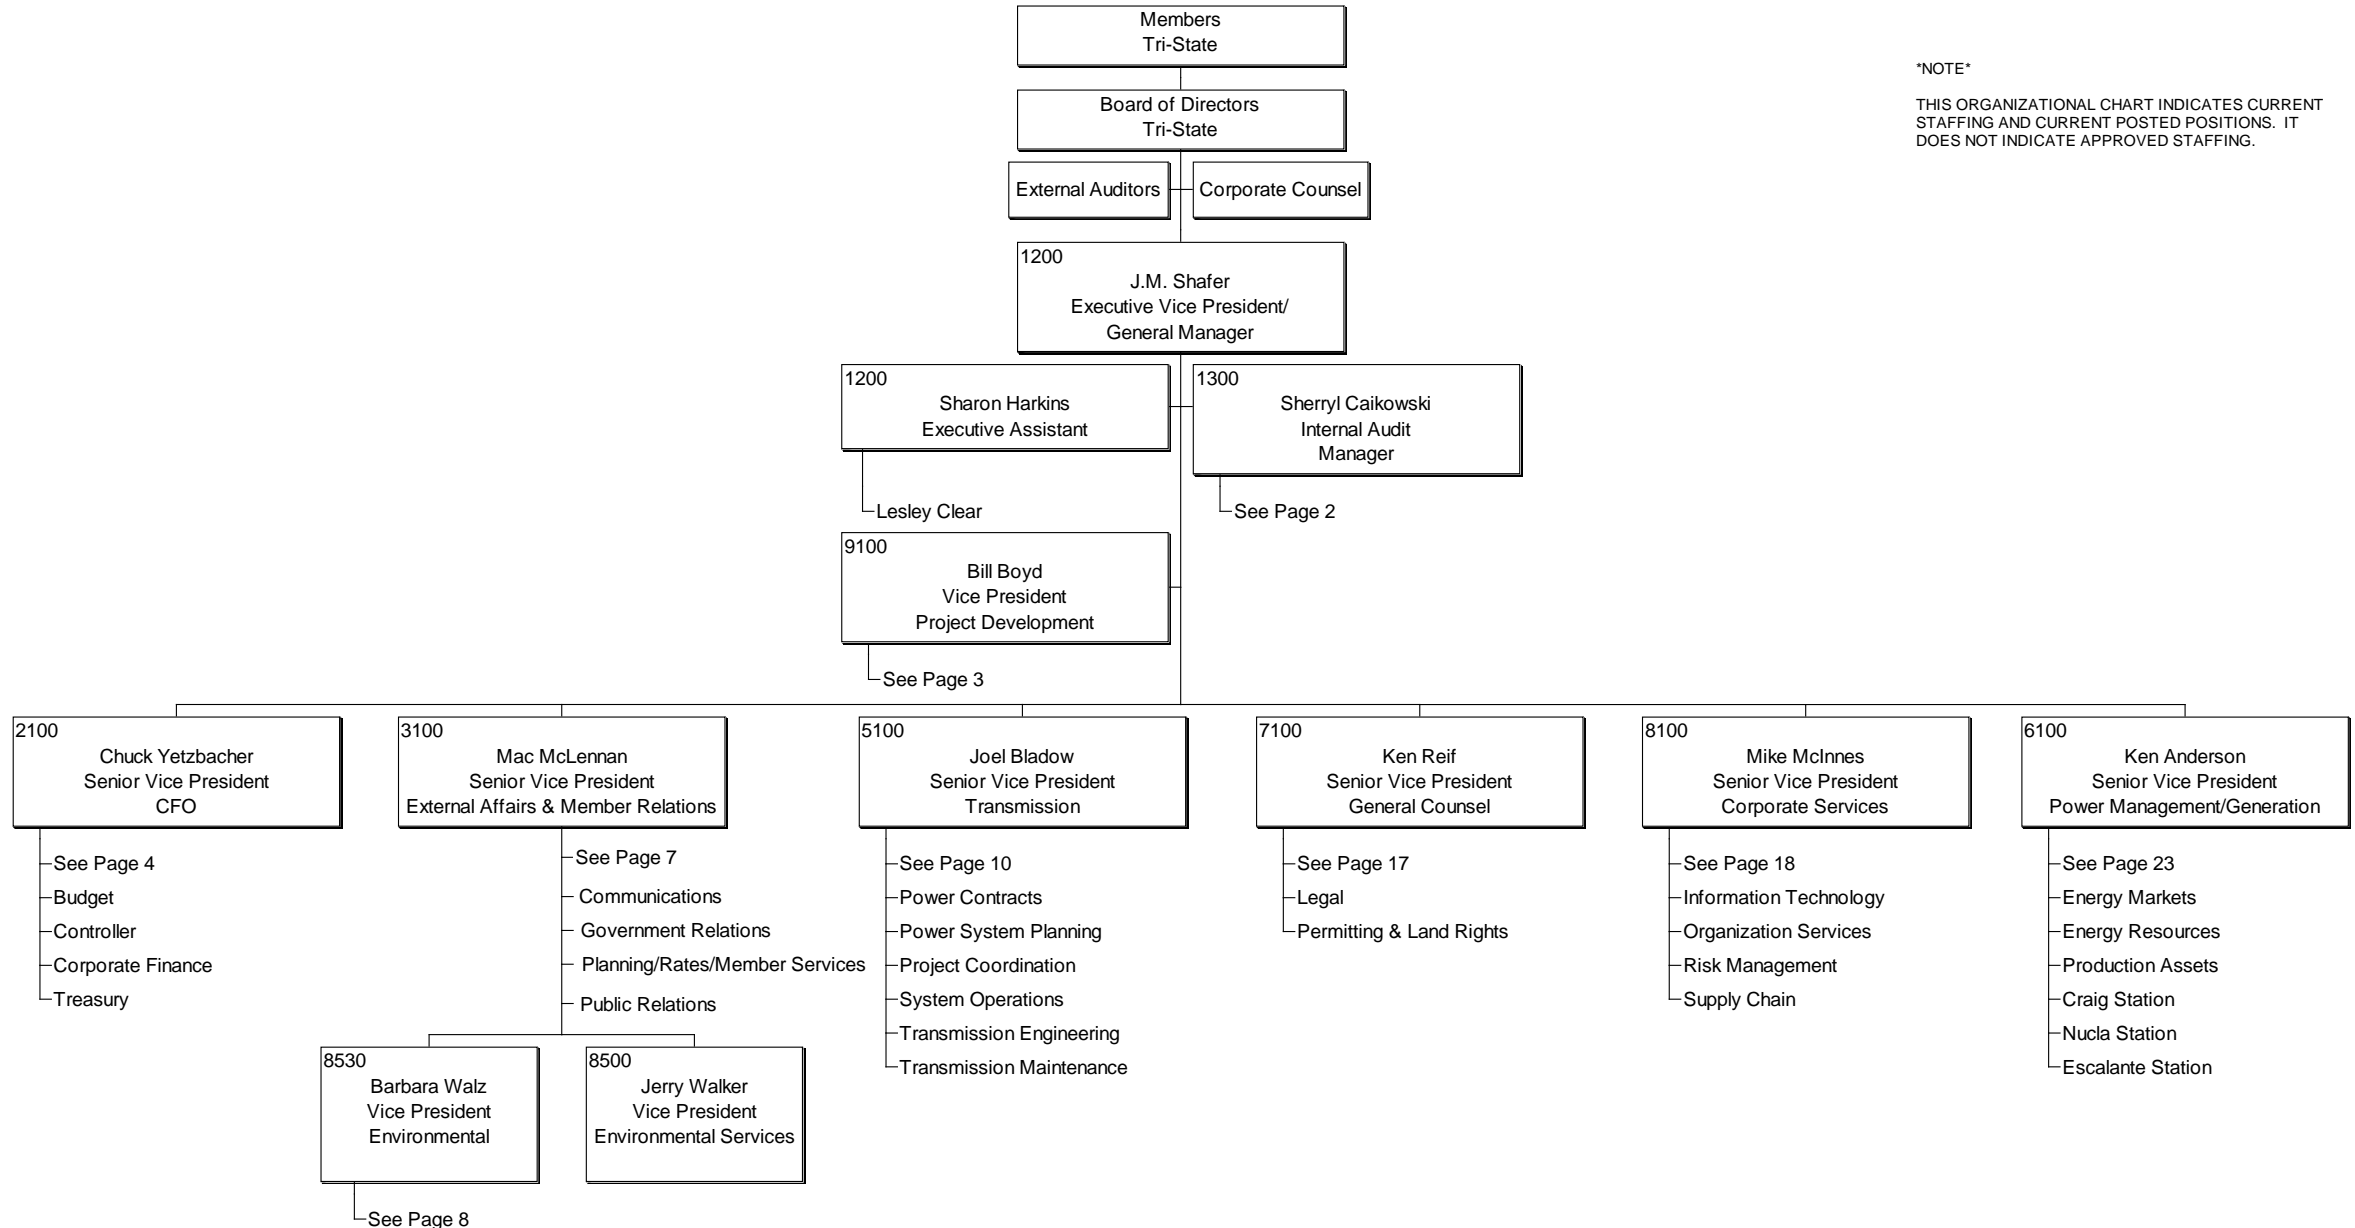 Members
Tri-State
*NOTE*
THIS ORGANIZATIONAL CHART INDICATES CURRENT
STAFFING AND CURRENT POSTED POSITIONS. IT
DOES NOT INDICATE APPROVED STAFFING.
Board of Directors
Tri-State
External Auditors
Corporate Counsel
1200
J.M. Shafer
Executive Vice President/
General Manager
1200
Sharon Harkins
Executive Assistant
Lesley Clear
1300
Sherryl Caikowski
Internal Audit
Manager
See Page 2
9100
Bill Boyd
Vice President
Project Development
See Page 3
2100
Chuck Yetzbacher
Senior Vice President
CFO
See Page 4
Budget
Controller
Corporate Finance
Treasury
3100
Mac McLennan
Senior Vice President
External Affairs & Member Relations
See Page 7
Communications
Government Relations
Planning/Rates/Member Services
Public Relations
8530
Barbara Walz
Vice President
Environmental
See Page 8
8500
Jerry Walker
Vice President
Environmental Services
5100
Joel Bladow
Senior Vice President
Transmission
See Page 10
Power Contracts
Power System Planning
Project Coordination
System Operations
Transmission Engineering
Transmission Maintenance
7100
Ken Reif
Senior Vice President
General Counsel
See Page 17
Legal
Permitting & Land Rights
8100
Mike McInnes
Senior Vice President
Corporate Services
See Page 18
Information Technology
Organization Services
Risk Management
Supply Chain
6100
Ken Anderson
Senior Vice President
Power Management/Generation
See Page 23
Energy Markets
Energy Resources
Production Assets
Craig Station
Nucla Station
Escalante Station